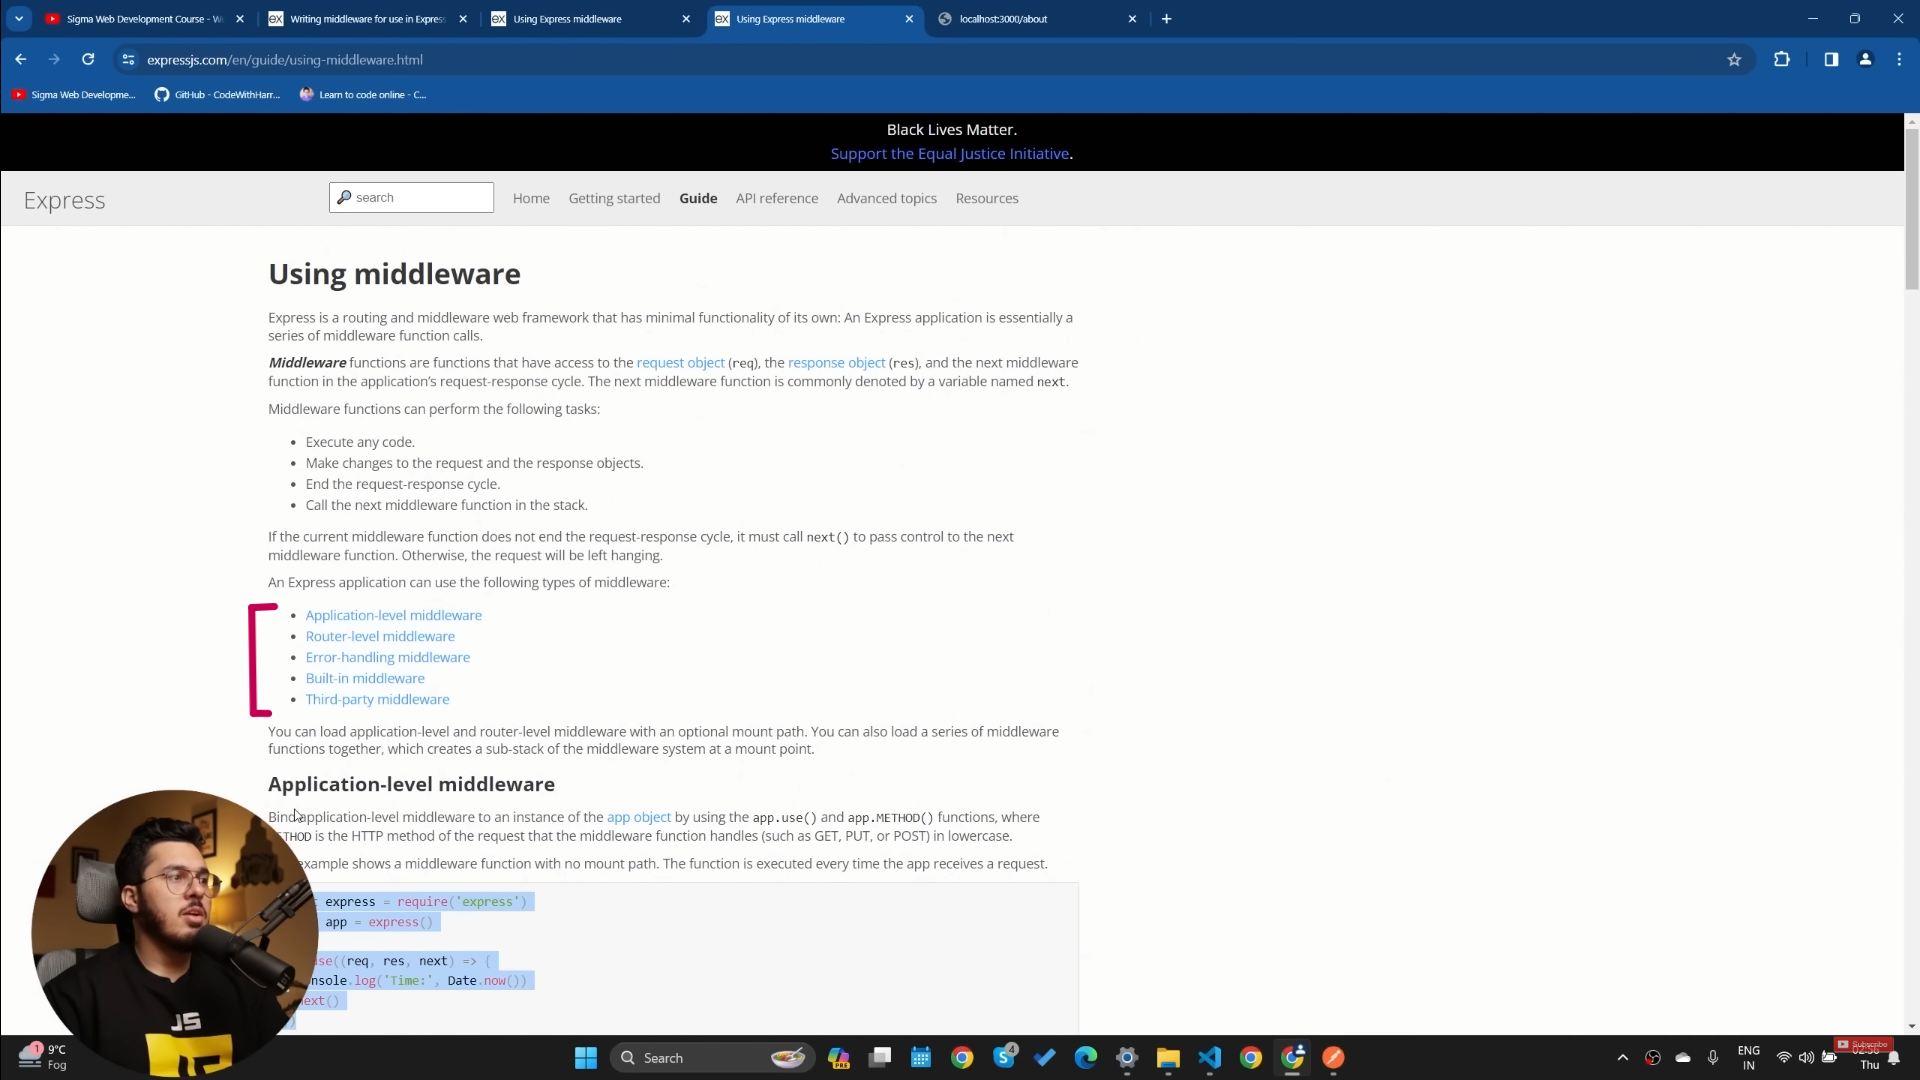 Sigma Web Development Course - W
Writing middleware for use in Express
Using Express middleware
Using Express middleware
localhost:3000/about
expressjs.com/en/guide/using-middleware.html
Sigma Web Developme...
GitHub - CodeWithHarr...
Learn to code online - C...
Black Lives Matter.
Support the Equal Justice Initiative.
Express
search
Home
Getting started
Guide
API reference
Advanced topics
Resources
Using middleware
Express is a routing and middleware web framework that has minimal functionality of its own: An Express application is essentially a
series of middleware function calls.
Middleware functions are functions that have access to the request object (req), the response object (res), and the next middleware
function in the application's request-response cycle. The next middleware function is commonly denoted by a variable named next.
Middleware functions can perform the following tasks:
• Execute any code.
• Make changes to the request and the response objects.
• End the request-response cycle.
• Call the next middleware function in the stack.
If the current middleware function does not end the request-response cycle, it must call next() to pass control to the next
middleware function. Otherwise, the request will be left hanging.
An Express application can use the following types of middleware:
• Application-level middleware
• Router-level middleware
• Error-handling middleware
• Built-in middleware
• Third-party middleware
You can load application-level and router-level middleware with an optional mount path. You can also load a series of middleware
functions together, which creates a sub-stack of the middleware system at a mount point.
Application-level middleware
Bind application-level middleware to an instance of the app object by using the app.use() and app.METHOD() functions, where
is the HTTP method of the request that the middleware function handles (such as GET, PUT, or POST) in lowercase.
example shows a middleware function with no mount path. The function is executed every time the app receives a request.
express = require('express')
app = express()
((req, res, next) => {
.log('Time:', Date.now())
ext()
JS
1
9°C
Fog
Search
PRE
4
ENG
IN
Subscribe
Thu